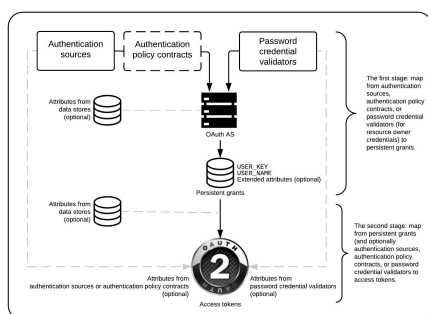 Authentication
sources
Authentication
policy contracts
Password
credential
validators
Attributes from
data stores
(optional)
OAuth AS
USER_KEY
USER_NAME
Extended attributes (optional)
Persistent grants
Attributes from
data stores
(optional)
OAUTH
2
OAUTH
Attributes from
authentication sources or authentication policy contracts
(optional)
Attributes from
password credential validators
(optional)
Access tokens
The first stage: map
from authentication
sources,
authentication policy
contracts, or
password credential
validators (for
resource owner
credentials) to
persistent grants.
The second stage: map
from persistent grants
(and optionally
authentication sources,
authentication policy
contracts, or password
credential validators to
access tokens.